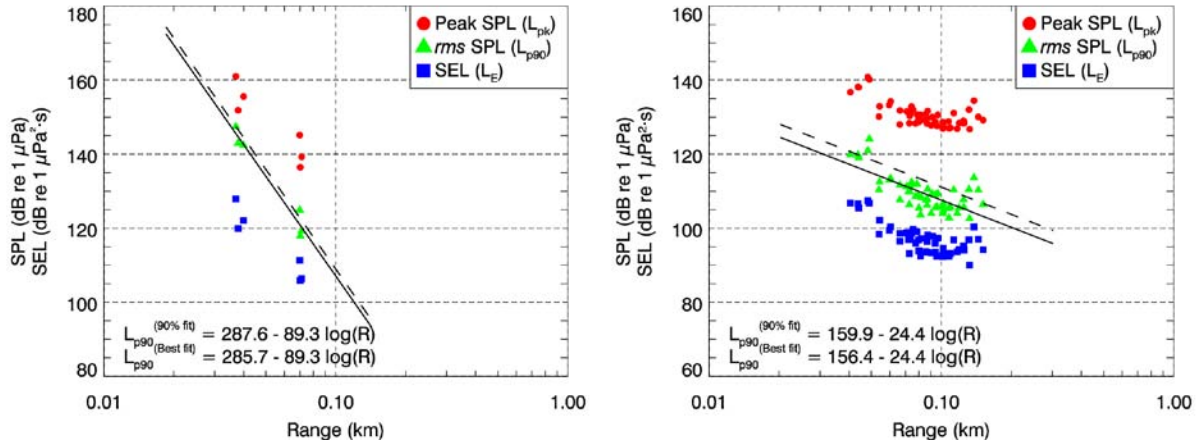 180
160
140
120
100
80
SPL (dB re 1 µPa)
SEL (dB re 1 µPa²·s)
Peak SPL (Lpk)
rms SPL (Lp90)
SEL (LE)
Lp90(90% fit) = 287.6 - 89.3 log(R)
Lp90(Best fit) = 285.7 - 89.3 log(R)
0.01 0.10 1.00
Range (km)
160
140
120
100
80
60
SPL (dB re 1 µPa)
SEL (dB re 1 µPa²·s)
Peak SPL (Lpk)
rms SPL (Lp90)
SEL (LE)
Lp90(90% fit) = 159.9 - 24.4 log(R)
Lp90(Best fit) = 156.4 - 24.4 log(R)
0.01 0.10 1.00
Range (km)